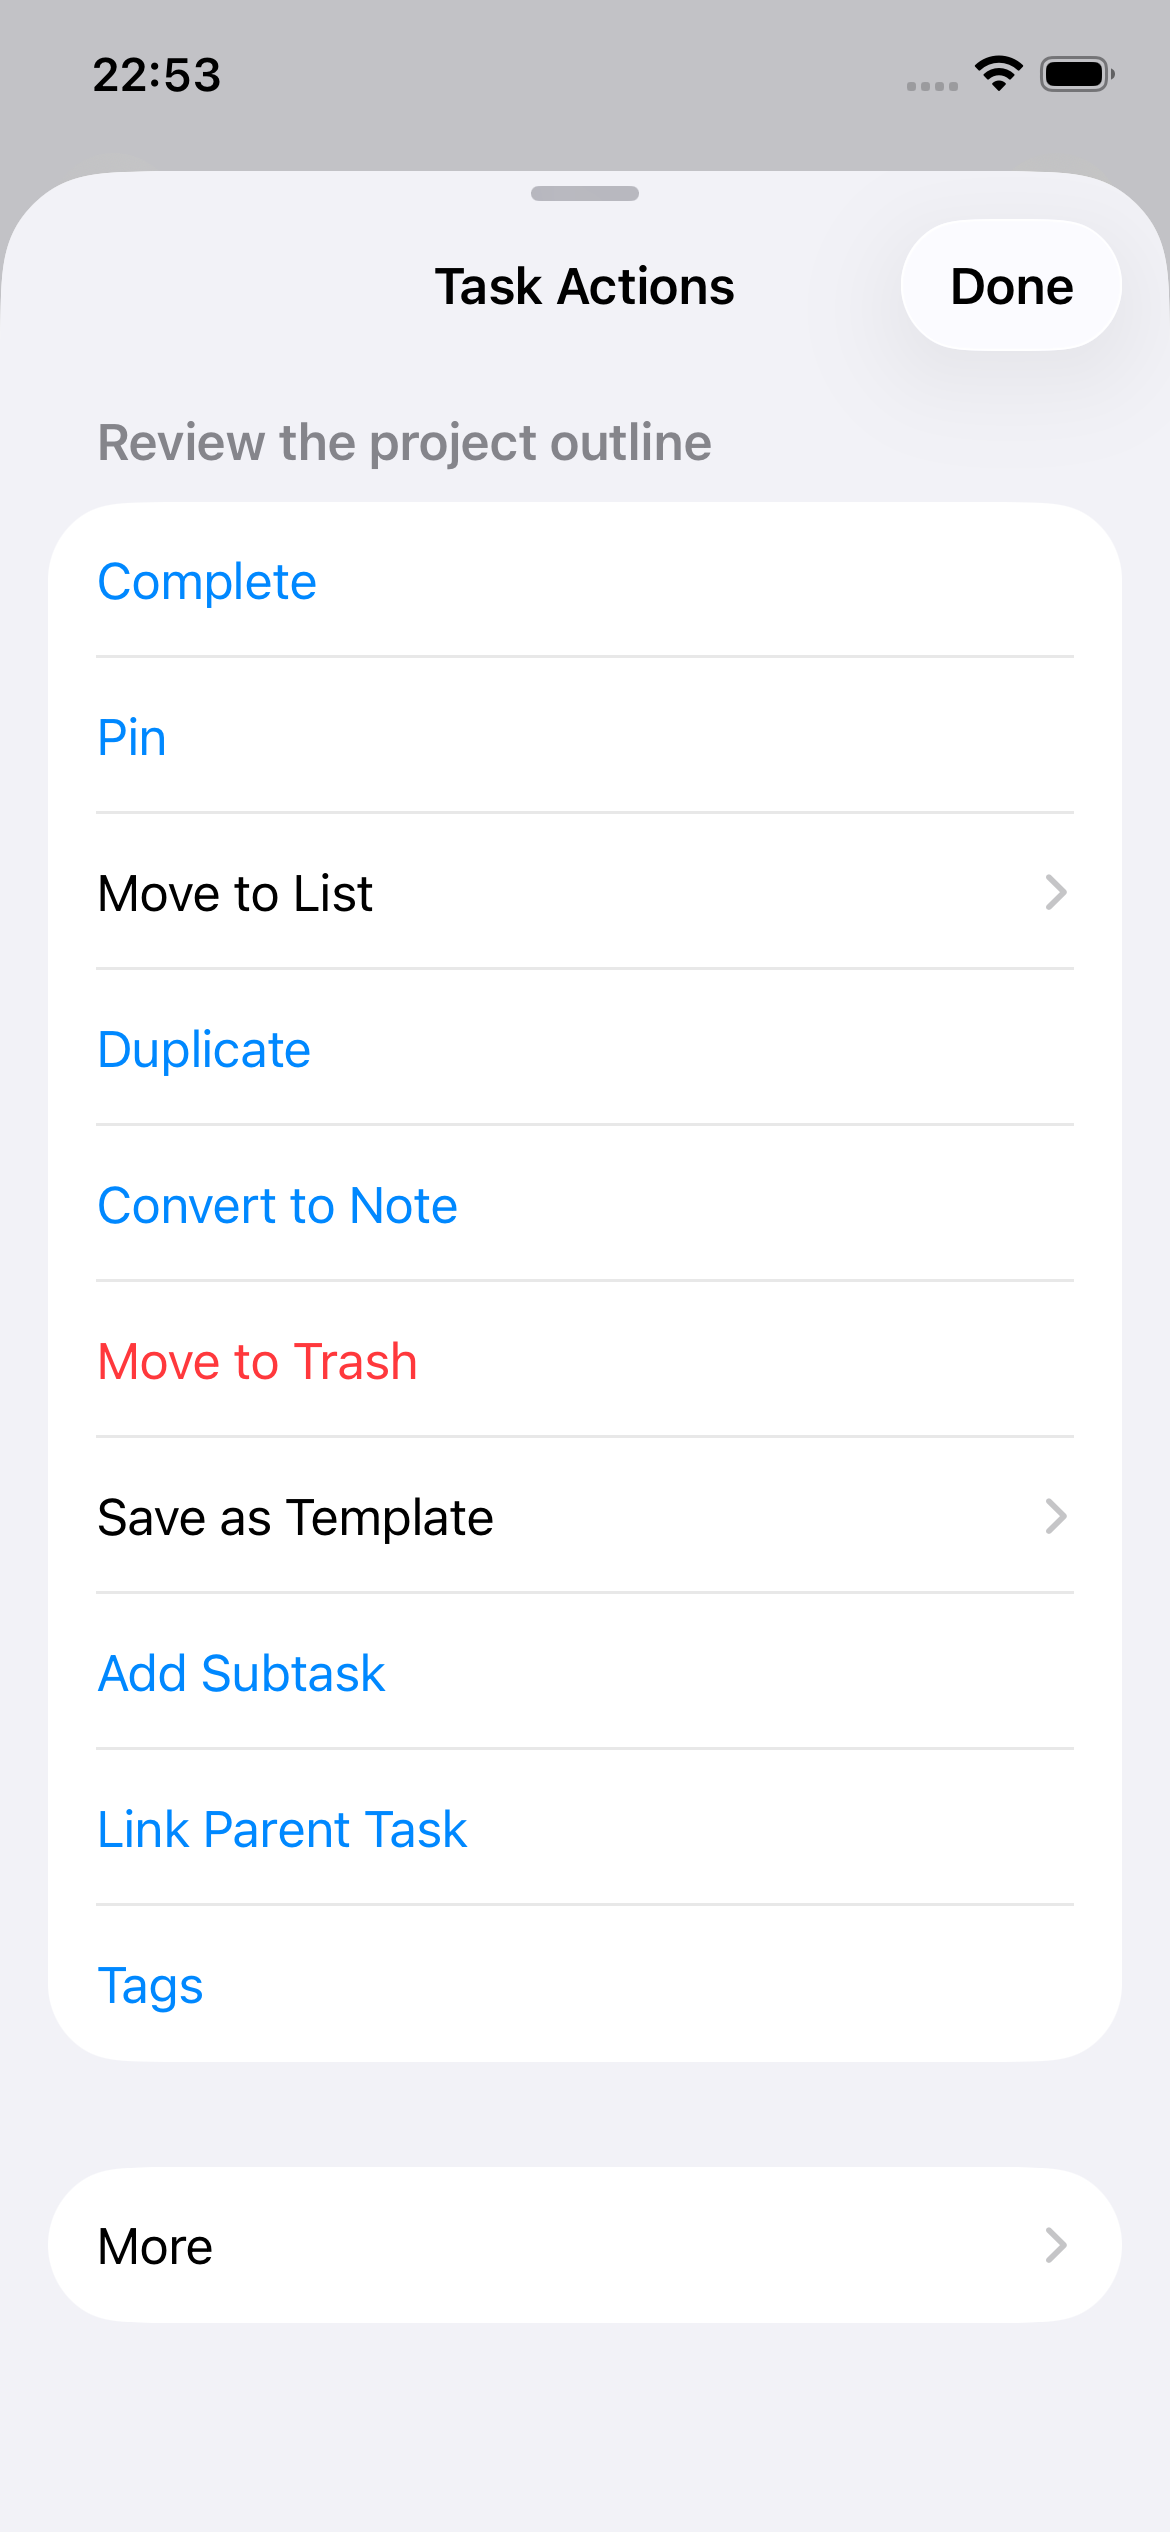 22:53
Task Actions
Done
Review the project outline
Complete
Pin
Move to List
Duplicate
Convert to Note
Move to Trash
Save as Template
Add Subtask
Link Parent Task
Tags
More